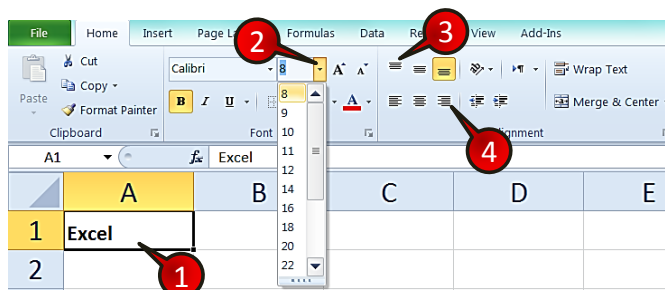 File Home Insert Page La Formulas Data Re View Add-Ins
Cut
Copy
Format Painter
Paste
Clipboard
Calibri 8
B I U A
A A
Font
Wrap Text
Merge & Center
lignment
8
9
10
11
12
14
16
18
20
22
A1 fx Excel
A B C D E
1 Excel
2
1
2
3
4